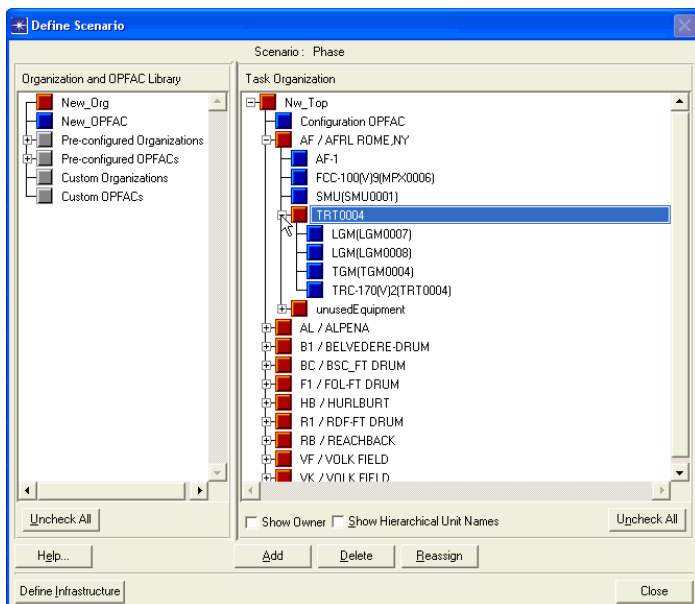 Define Scenario
Scenario : Phase
Organization and OPFAC Library
New_Org
New_OPFAC
Pre-configured Organizations
Pre-configured OPFACs
Custom Organizations
Custom OPFACs
Uncheck All
Task Organization
Nw_Top
Configuration OPFAC
AF / AFRL ROME,NY
AF-1
FCC-100(V)9(MPX0006)
SMU(SMU0001)
TRT0004
LGM(LGM0007)
LGM(LGM0008)
TGM(TGM0004)
TRC-170(V)2(TRT0004)
unusedEquipment
AL / ALPENA
B1 / BELVEDERE-DRUM
BC / BSC_FT DRUM
F1 / FOL-FT DRUM
HB / HURLBURT
R1 / RDF-FT DRUM
RB / REACHBACK
VF / VOLK FIELD
VK / VOLK FIELD
Show Owner Show Hierarchical Unit Names Uncheck All
Help... Add Delete Reassign
Define Infrastructure Close